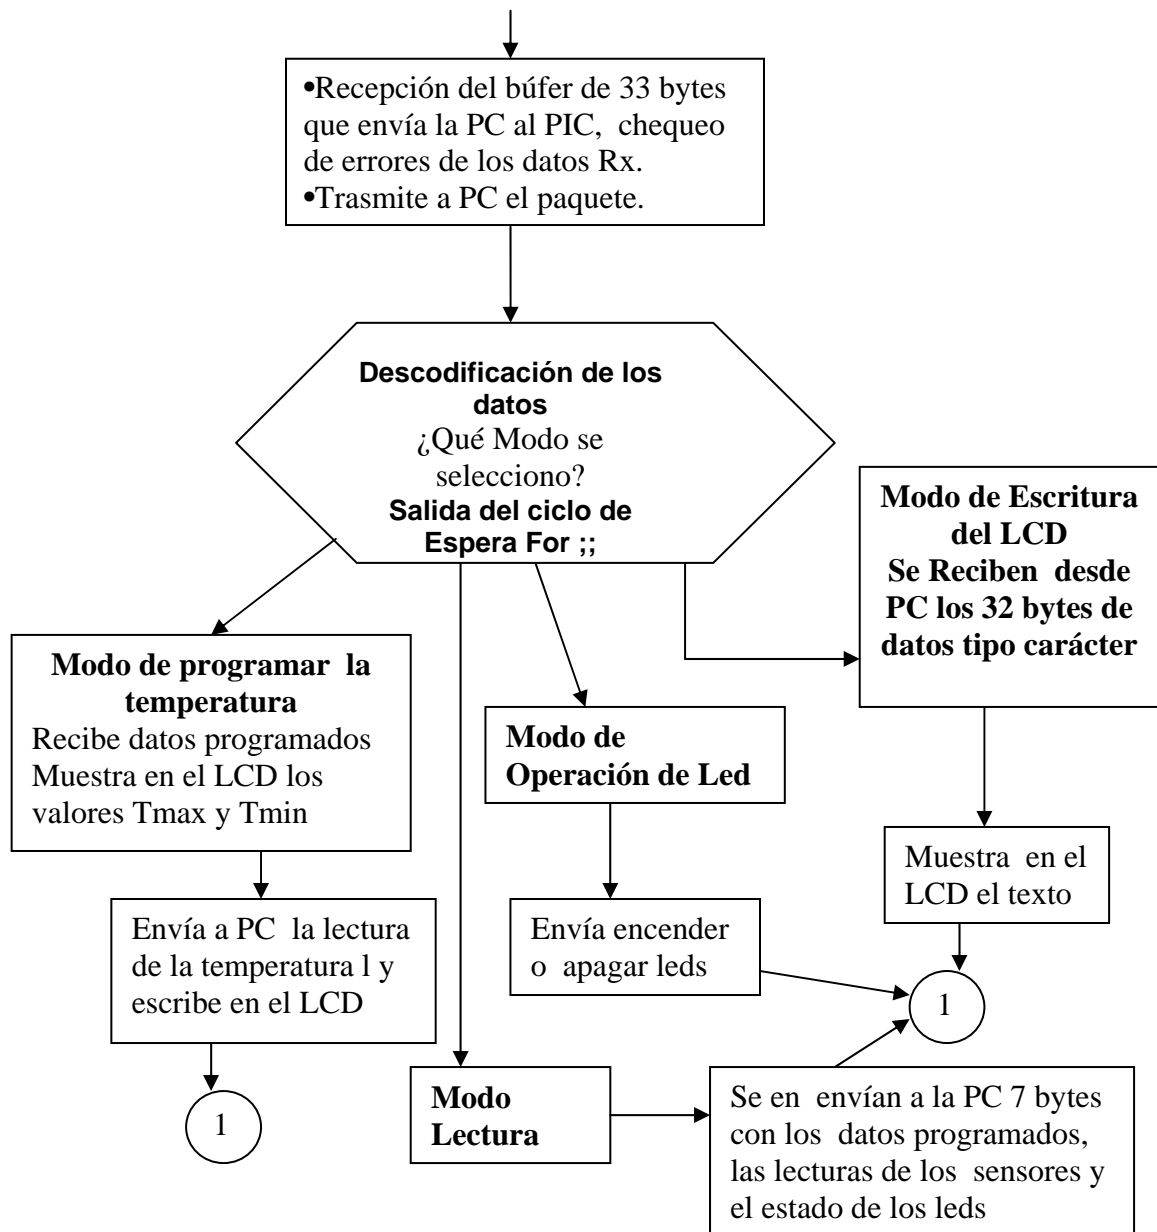 •Recepción del búfer de 33 bytes
que envía la PC al PIC, chequeo
de errores de los datos Rx.
•Trasmite a PC el paquete.
Descodificación de los
datos
¿Qué Modo se
selecciono?
Salida del ciclo de
Espera For ;;
Modo de Escritura
del LCD
Se Reciben desde
PC los 32 bytes de
datos tipo carácter
Modo de programar la
temperatura
Recibe datos programados
Muestra en el LCD los
valores Tmax y Tmin
Modo de
Operación de Led
Muestra en el
LCD el texto
Envía a PC la lectura
de la temperatura l y
escribe en el LCD
Envía encender
o apagar leds
1
Modo
Lectura
Se en envían a la PC 7 bytes
con los datos programados,
las lecturas de los sensores y
el estado de los leds
1